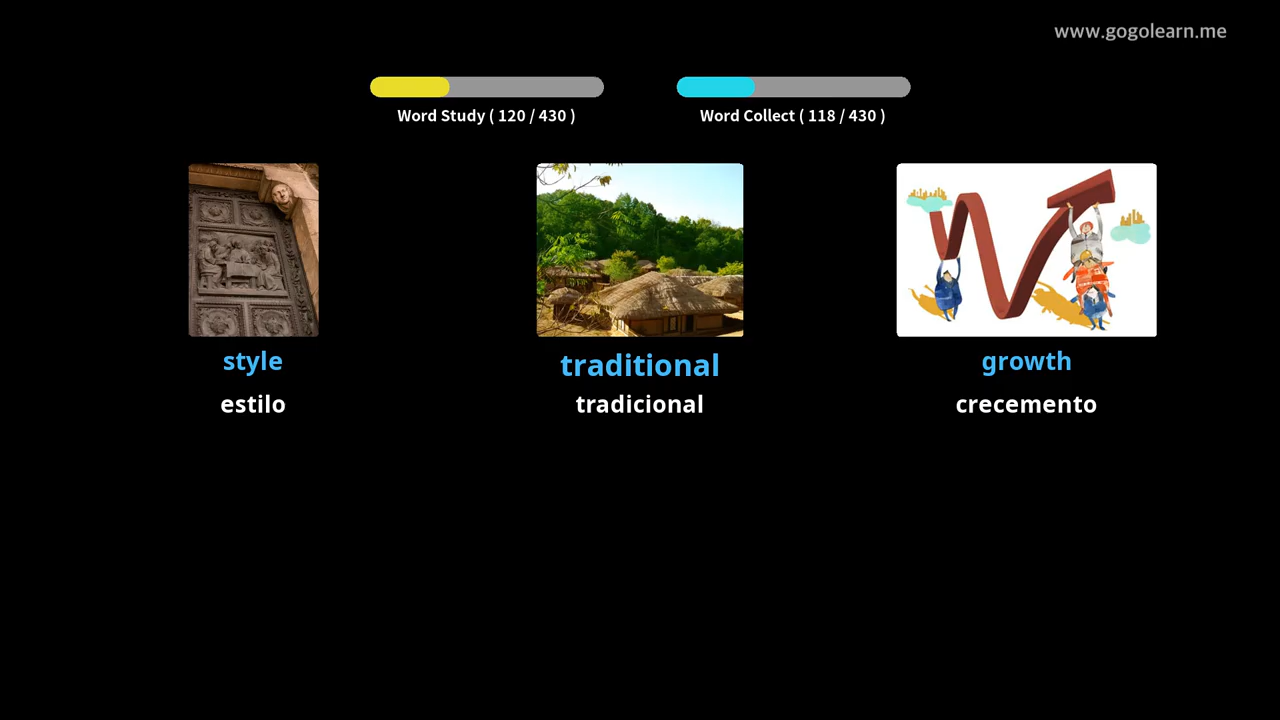 www.gogolearn.me
Word Study ( 120 / 430 )
Word Collect ( 118 / 430 )
style
traditional
growth
estilo
tradicional
crecemento